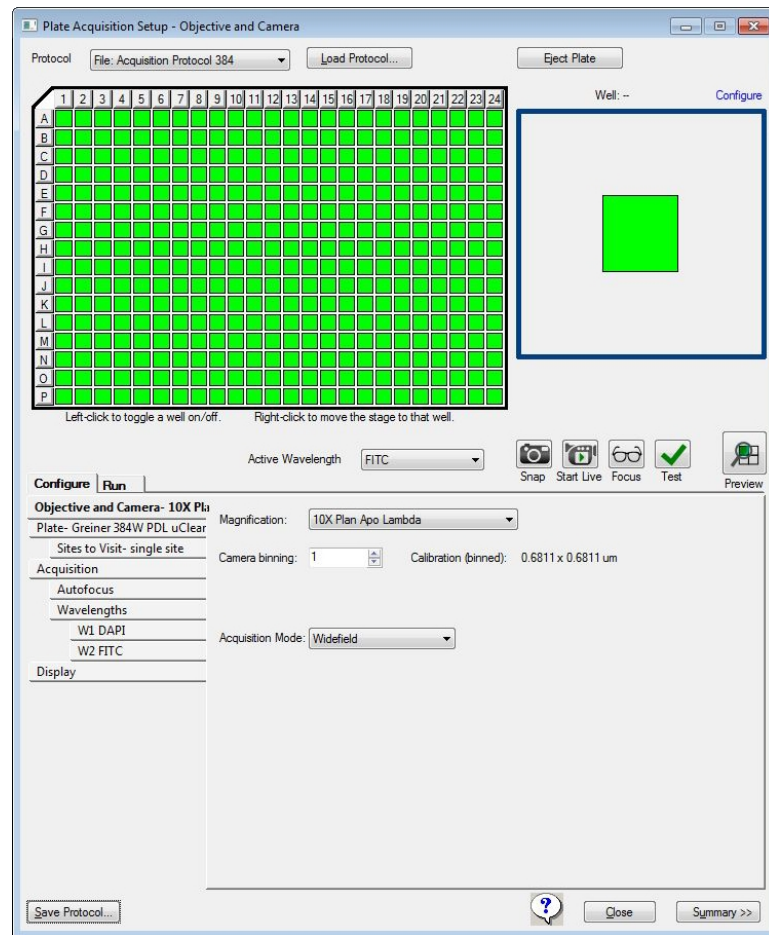 Plate Acquisition Setup - Objective and Camera
Protocol File: Acquisition Protocol 384 Load Protocol... Eject Plate
Well: -- Configure
1 2 3 4 5 6 7 8 9 10 11 12 13 14 15 16 17 18 19 20 21 22 23 24
A
B
C
D
E
F
G
H
I
J
K
L
M
N
O
P
Left-click to toggle a well on/off. Right-click to move the stage to that well.
Active Wavelength FITC
Snap Start Live Focus Test Preview
Configure Run
Objective and Camera- 10X Pla
Plate- Greiner 384W PDL uClear
Sites to Visit- single site
Acquisition
Autofocus
Wavelengths
W1 DAPI
W2 FITC
Display
Magnification: 10X Plan Apo Lambda
Camera binning: 1 Calibration (binned): 0.6811 x 0.6811 um
Acquisition Mode: Widefield
Save Protocol... ? Close Summary >>